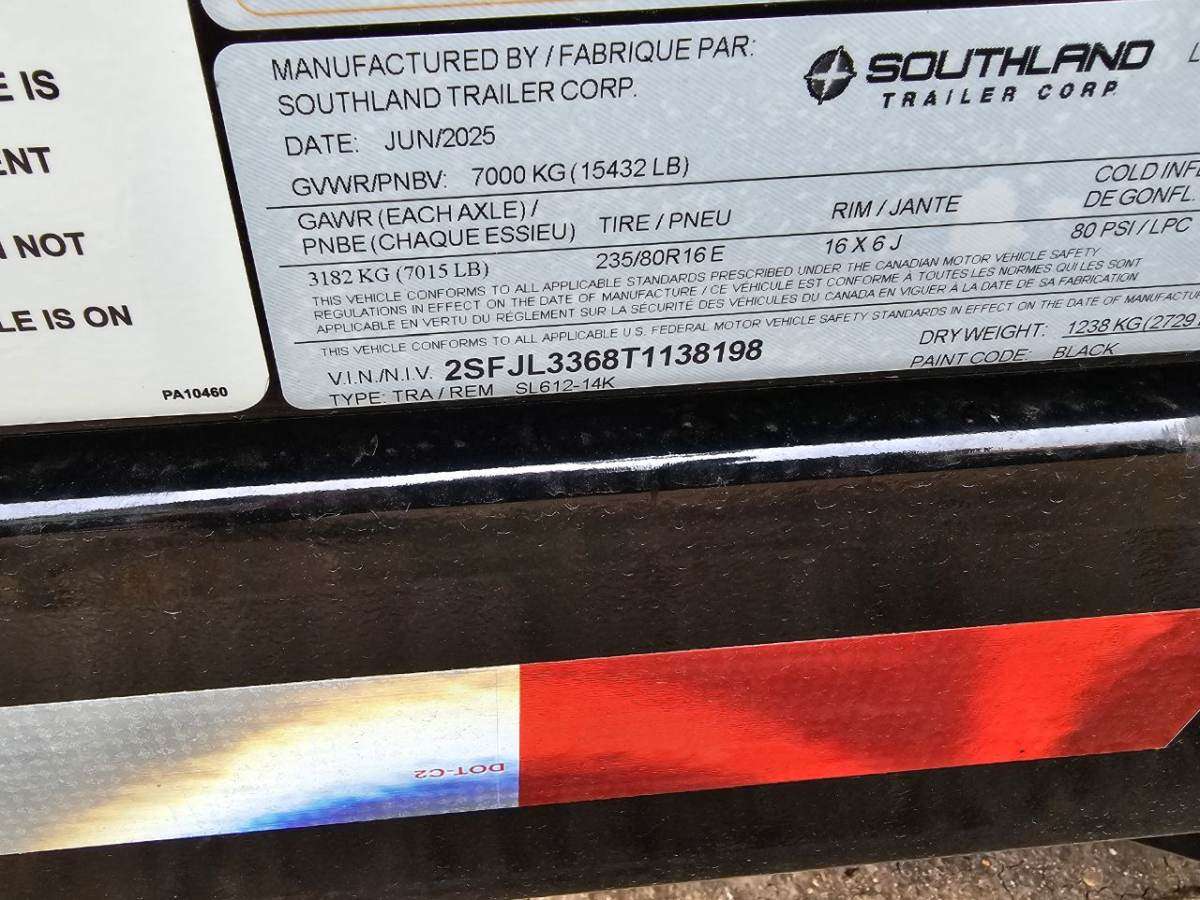 E IS
ENT
NOT
LE IS ON
PA10460
MANUFACTURED BY / FABRIQUE PAR:
SOUTHLAND TRAILER CORP.
SOUTHLAND
TRAILER CORP.
DATE: JUN/2025
GVWR/PNBV: 7000 KG (15432 LB)
GAWR (EACH AXLE) /
PNBE (CHAQUE ESSIEU) TIRE / PNEU RIM / JANTE
COLD INFL
DE GONFL.
3182 KG (7015 LB) 235/80R16 E 16 X 6 J 80 PSI / LPC
THIS VEHICLE CONFORMS TO ALL APPLICABLE STANDARDS PRESCRIBED UNDER THE CANADIAN MOTOR VEHICLE SAFETY
REGULATIONS IN EFFECT ON THE DATE OF MANUFACTURE / CE VÉHICULE EST CONFORME À TOUTES LES NORMES QUI LES SONT
APPLICABLE EN VERTU DU RÉGLEMENT SUR LA SÉCURITÉ DES VÉHICULES DU CANADA EN VIGUER À LA DATE DE SA FABRICATION
THIS VEHICLE CONFORMS TO ALL APPLICABLE U.S. FEDERAL MOTOR VEHICLE SAFETY STANDARDS IN EFFECT ON THE DATE OF MANUFACTU
V.I.N./N.I.V. 2SFJL3368T1138198 DRY WEIGHT: 1238 KG (2729
TYPE: TRA / REM SL612-14K PAINT CODE: BLACK
DOT-C2